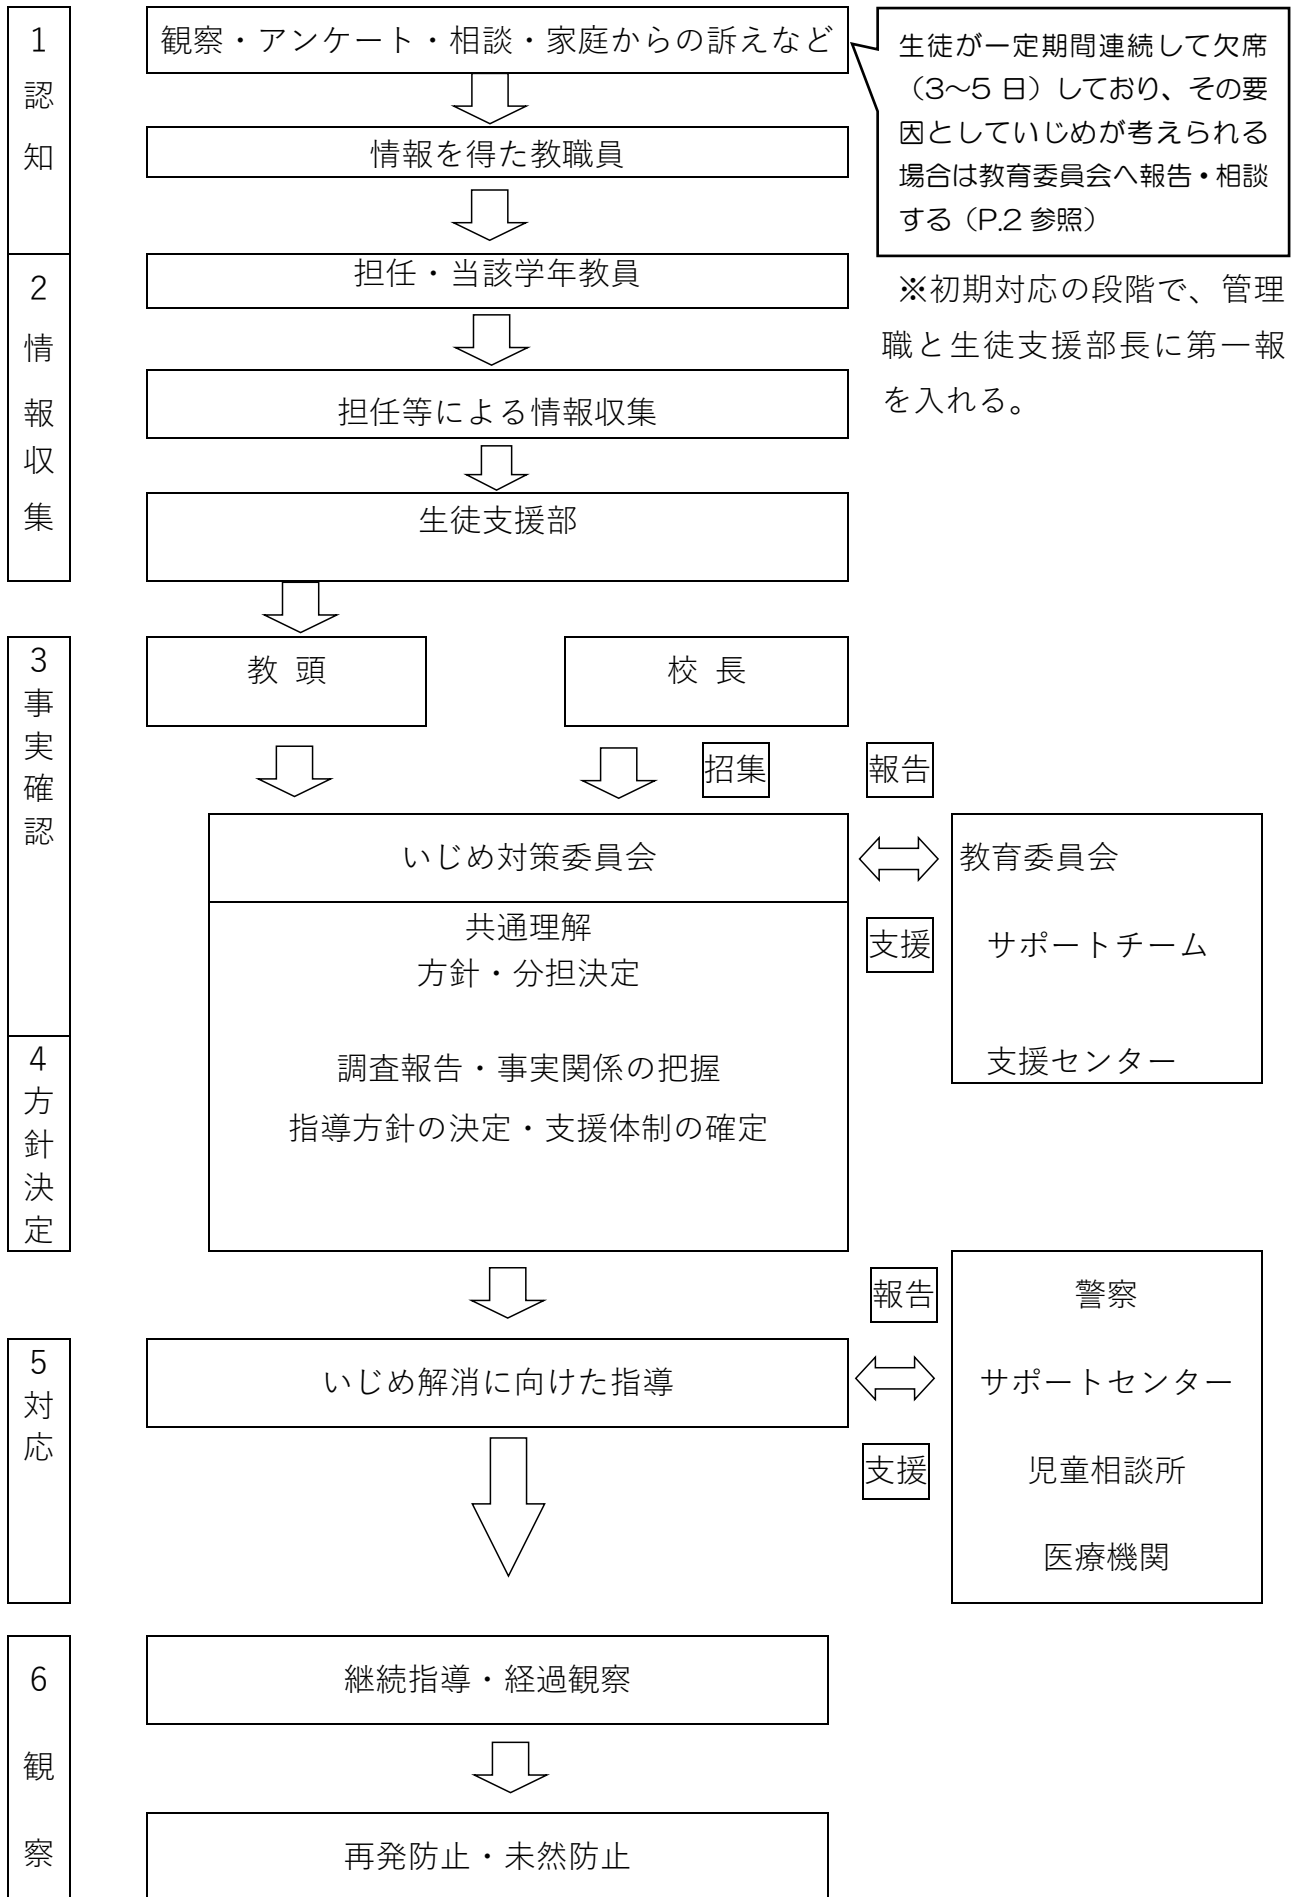 1
認
知
観察・アンケート・相談・家庭からの訴えなど
情報を得た教職員
生徒が一定期間連続して欠席
（3〜5 日）しており、その要
因としていじめが考えられる
場合は教育委員会へ報告・相談
する（P.2 参照）
2
情
報
収
集
担任・当該学年教員
※初期対応の段階で、管理
職と生徒支援部長に第一報
を入れる。
担任等による情報収集
生徒支援部
3
事
実
確
認
教 頭
校 長
招集
報告
いじめ対策委員会
教育委員会
共通理解
支援
サポートチーム
方針・分担決定
4
方
針
決
定
調査報告・事実関係の把握
支援センター
指導方針の決定・支援体制の確定
5
対
応
報告
警察
いじめ解消に向けた指導
サポートセンター
支援
児童相談所
医療機関
6
観
察
継続指導・経過観察
再発防止・未然防止